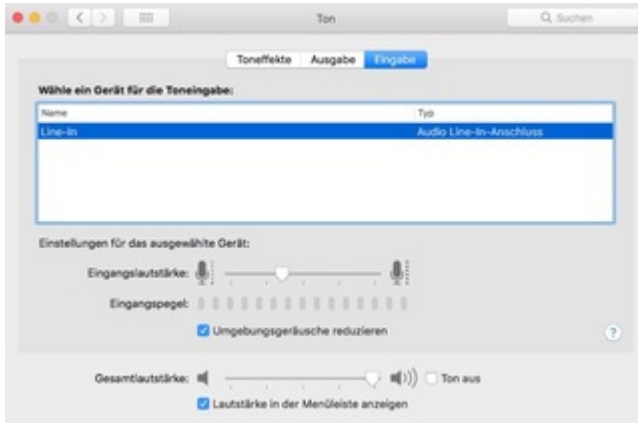 Ton
Suchen
Toneffekte Ausgabe Eingabe
Wähle ein Gerät für die Toneingabe:
Name Typ
Line-In Audio Line-In-Anschluss
Einstellungen für das ausgewählte Gerät:
Eingangslautstärke:
Eingangspegel:
Umgebungsgeräusche reduzieren
?
Gesamtlautstärke: Ton aus
Lautstärke in der Menüleiste anzeigen